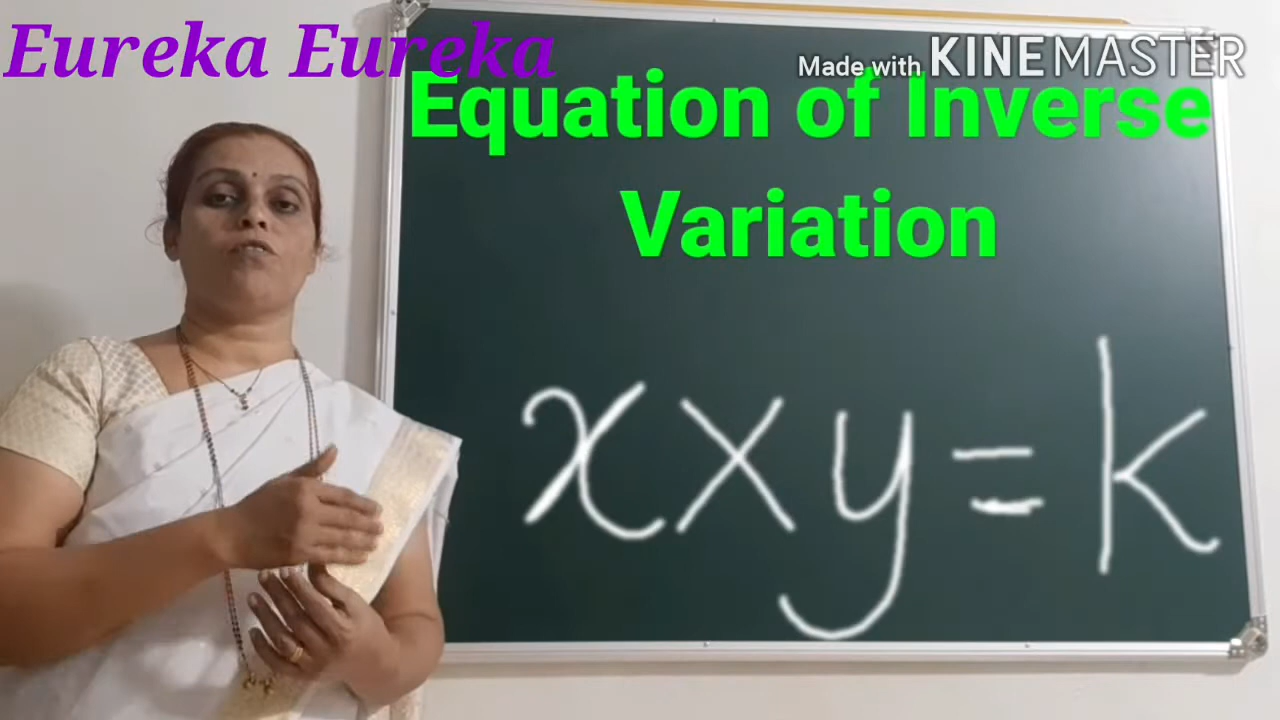 Eureka Eureka
Made with KINEMASTER
Equation of Inverse
Variation
x × y = k